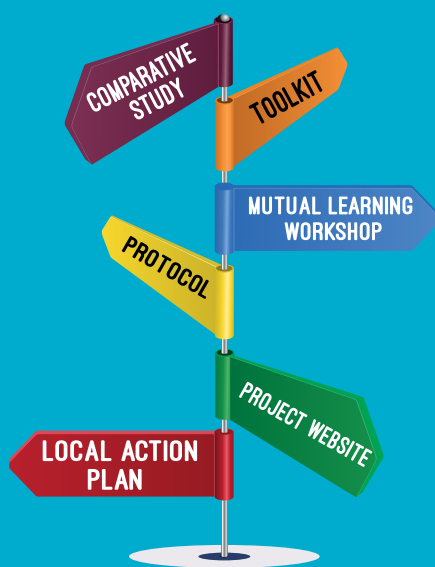 COMPARATIVE
STUDY
TOOLKIT
MUTUAL LEARNING
WORKSHOP
PROTOCOL
PROJECT WEBSITE
LOCAL ACTION
PLAN